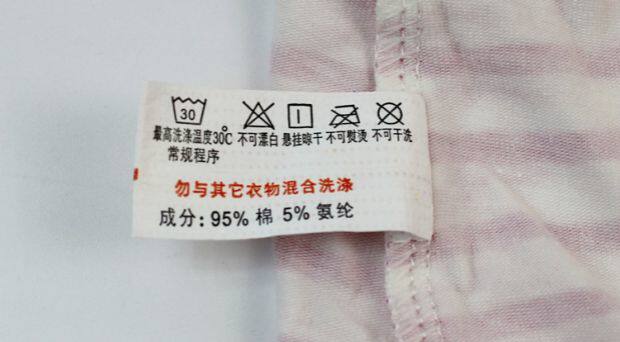 30
最高洗涤温度30℃ 不可漂白 悬挂晾干 不可熨烫 不可干洗
常规程序
勿与其它衣物混合洗涤
成分: 95% 棉 5% 氨纶